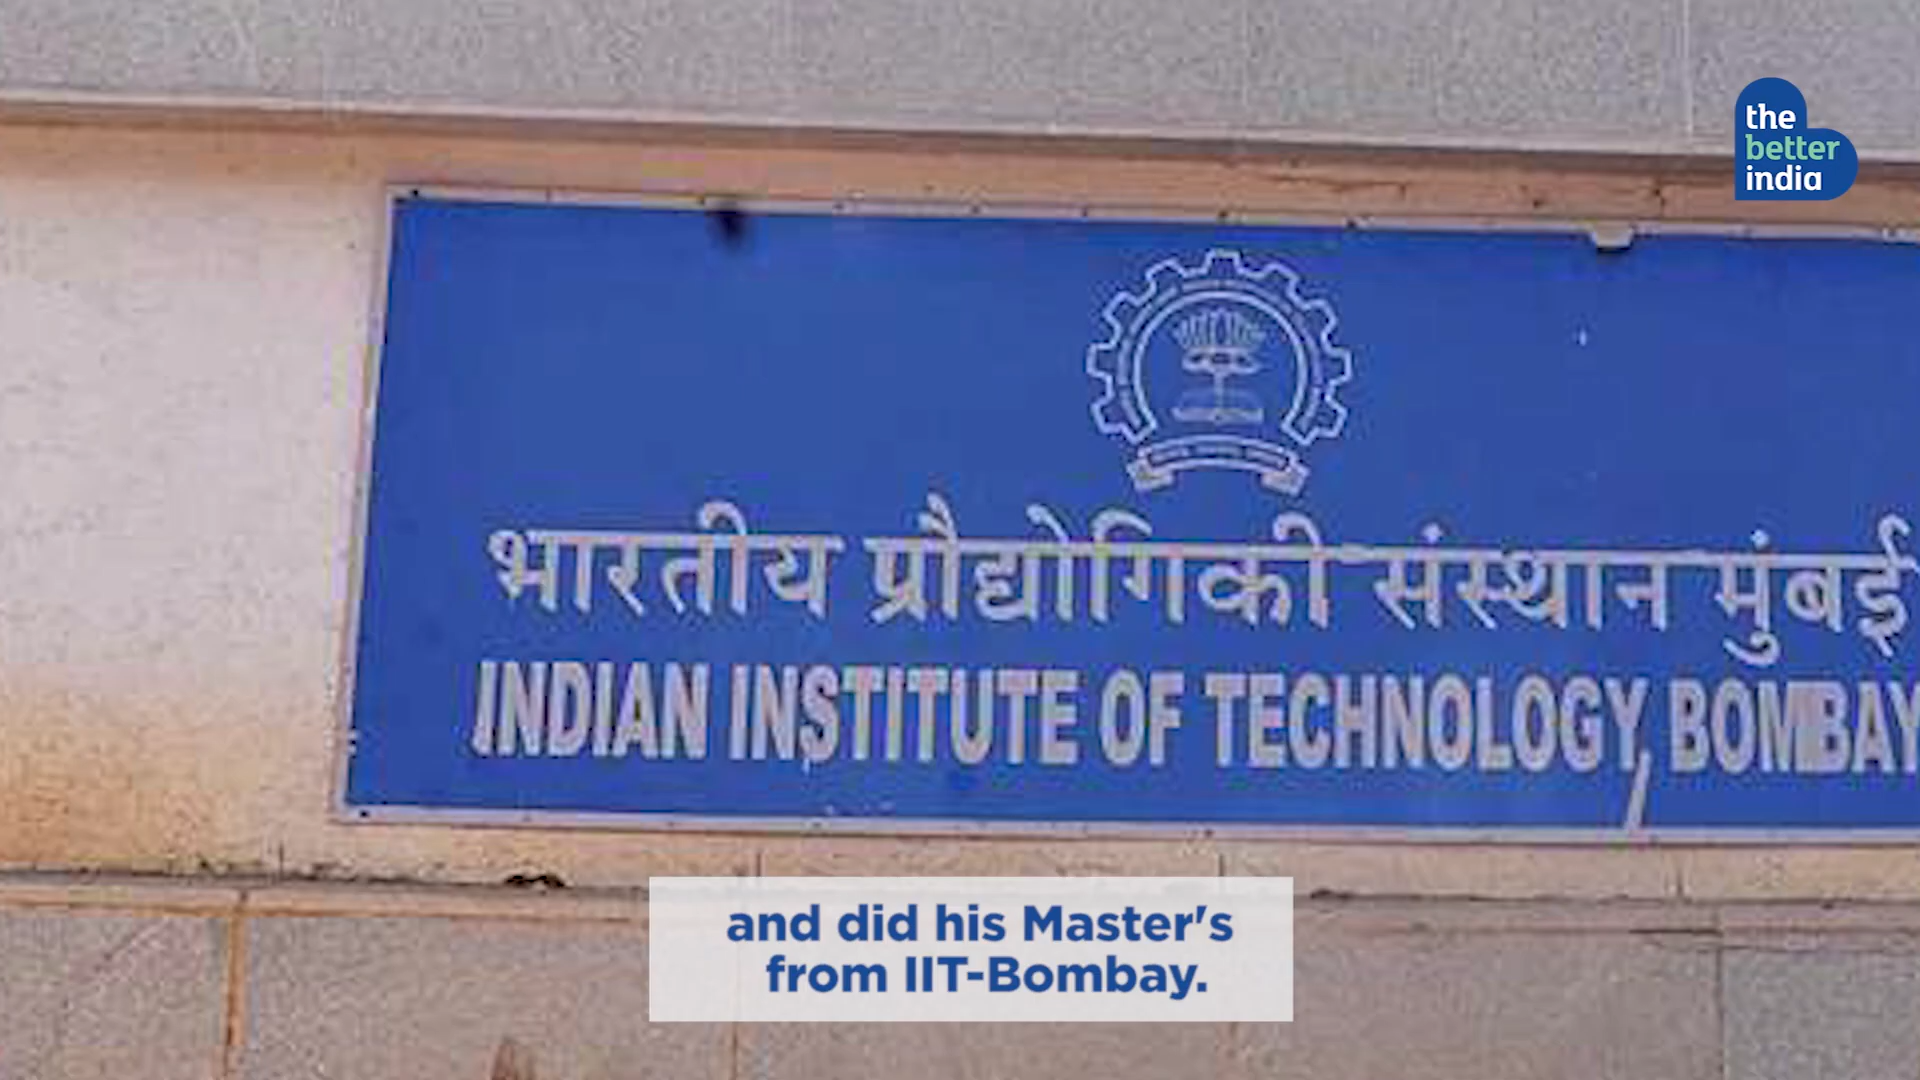 the
better
india
भारतीय प्रौद्योगिकी संस्थान मुंबई
INDIAN INSTITUTE OF TECHNOLOGY, BOMBAY
and did his Master's
from IIT-Bombay.